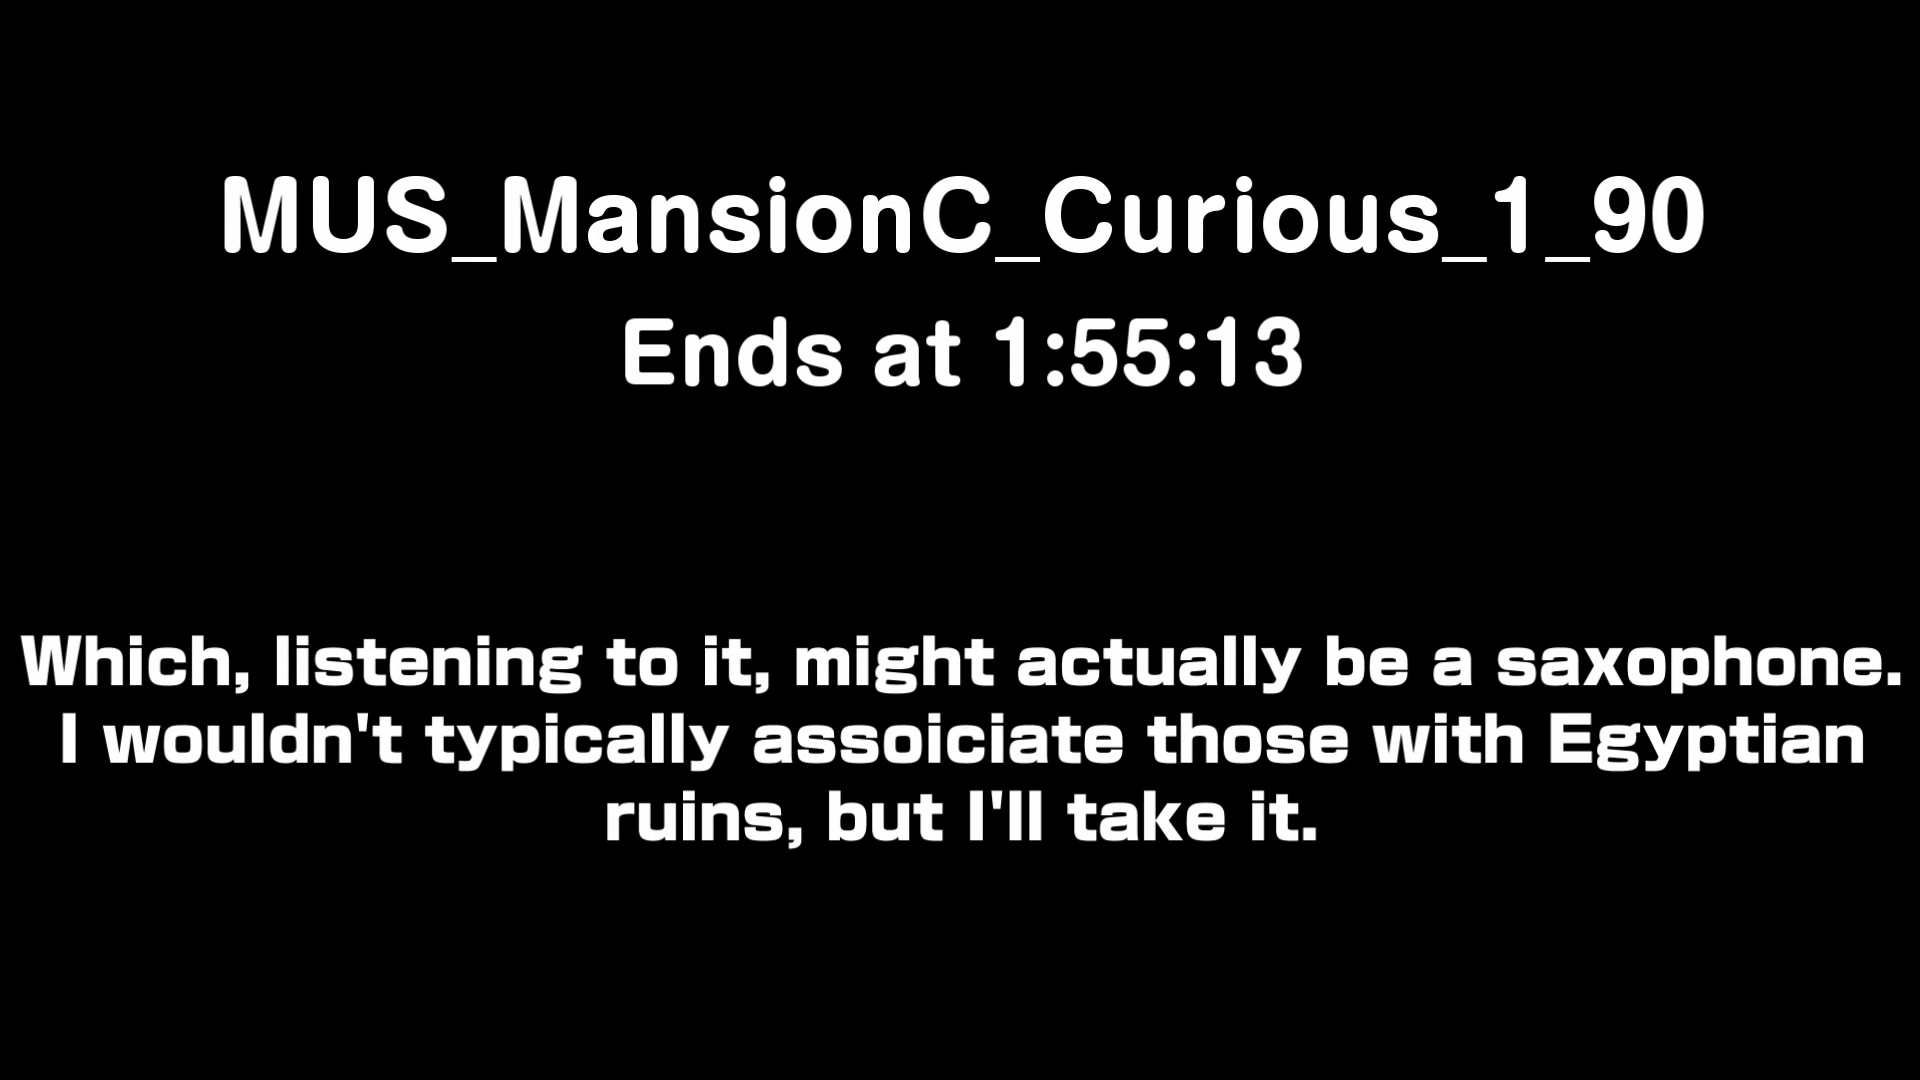 MUS_MansionC_Curious_1_90
Ends at 1:55:13
Which, listening to it, might actually be a saxophone.
I wouldn't typically assoiciate those with Egyptian
ruins, but I'll take it.